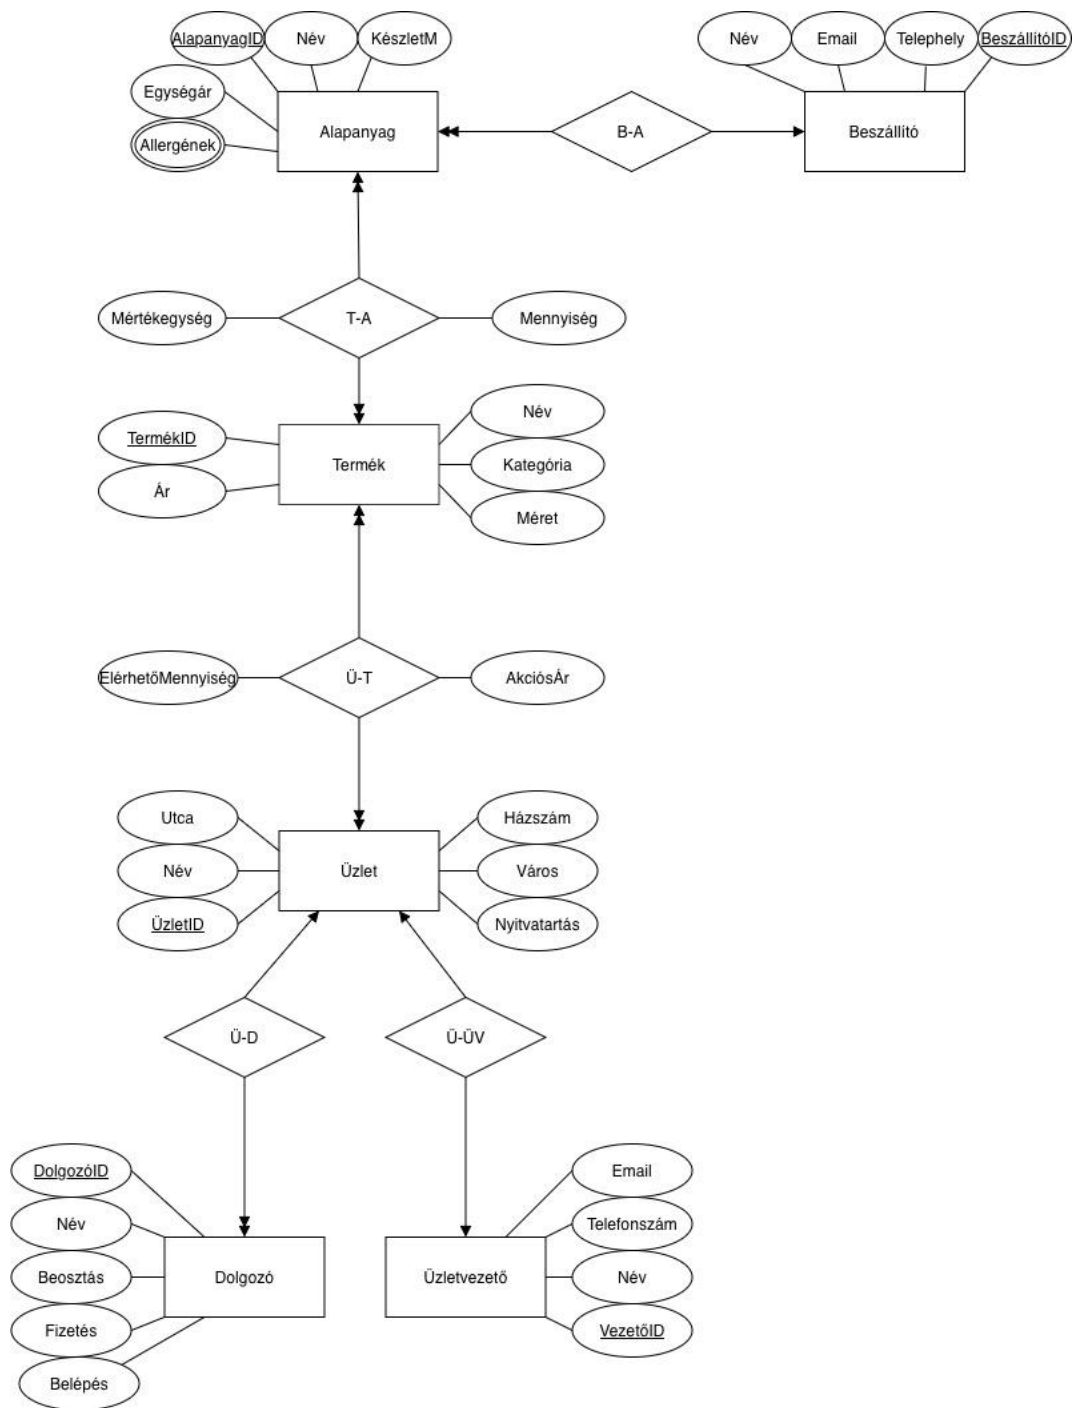 AlapanyagID
Név
KészletM
Név
Email
Telephely
BeszállítóID
Egységár
Allergének
Alapanyag
B-A
Beszállító
Mértékegység
T-A
Mennyiség
TermékID
Ár
Termék
Név
Kategória
Méret
ElérhetőMennyiség
Ü-T
AkciósÁr
Utca
Név
ÜzletID
Üzlet
Házszám
Város
Nyitvatartás
Ü-D
Ü-ÜV
DolgozóID
Név
Beosztás
Fizetés
Belépés
Dolgozó
Üzletvezető
Email
Telefonszám
Név
VezetőID